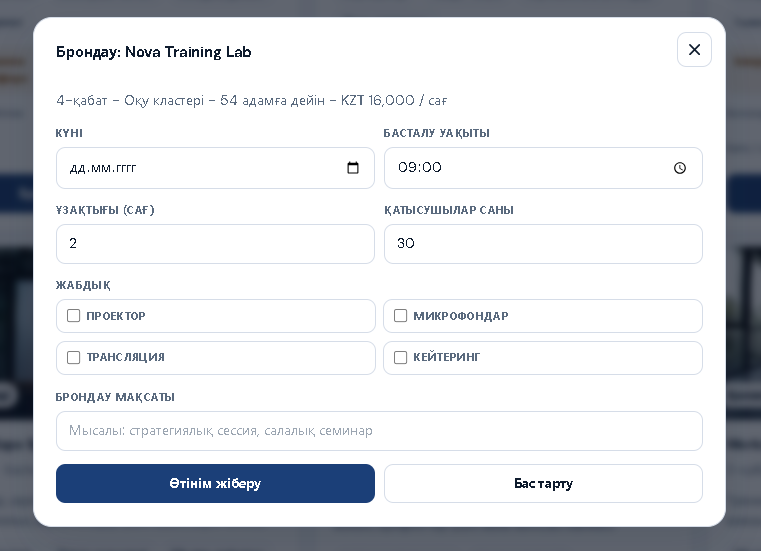 Брондау: Nova Training Lab
4-қабат - Оқу кластері - 54 адамға дейін - KZT 16,000 / сағ
КҮНІ
БАСТАЛУ УАҚЫТЫ
дд.мм.гггг
09:00
ҰЗАҚТЫҒЫ (САҒ)
ҚАТЫСУШЫЛАР САНЫ
2
30
ЖАБДЫҚ
ПРОЕКТОР
МИКРОФОНДАР
ТРАНСЛЯЦИЯ
КЕЙТЕРИНГ
БРОНДАУ МАҚСАТЫ
Мысалы: стратегиялық сессия, салалық семинар
Өтінім жіберу
Бас тарту